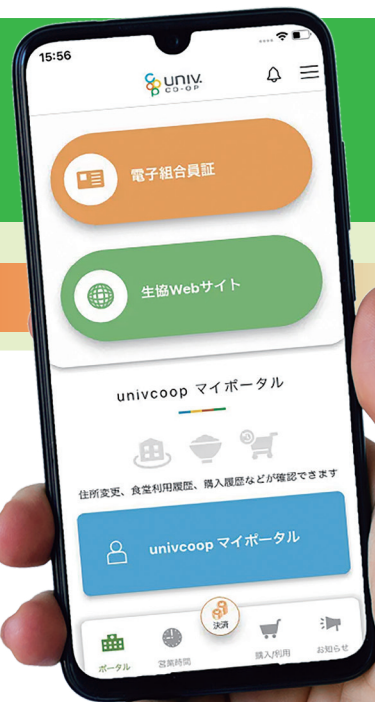 15:56
UNIV.
CO-OP
電子組合員証
生協Webサイト
univcoop マイポータル
住所変更、食堂利用履歴、購入履歴などが確認できます
univcoop マイポータル
決済
ポータル
営業時間
購入/利用
お知らせ